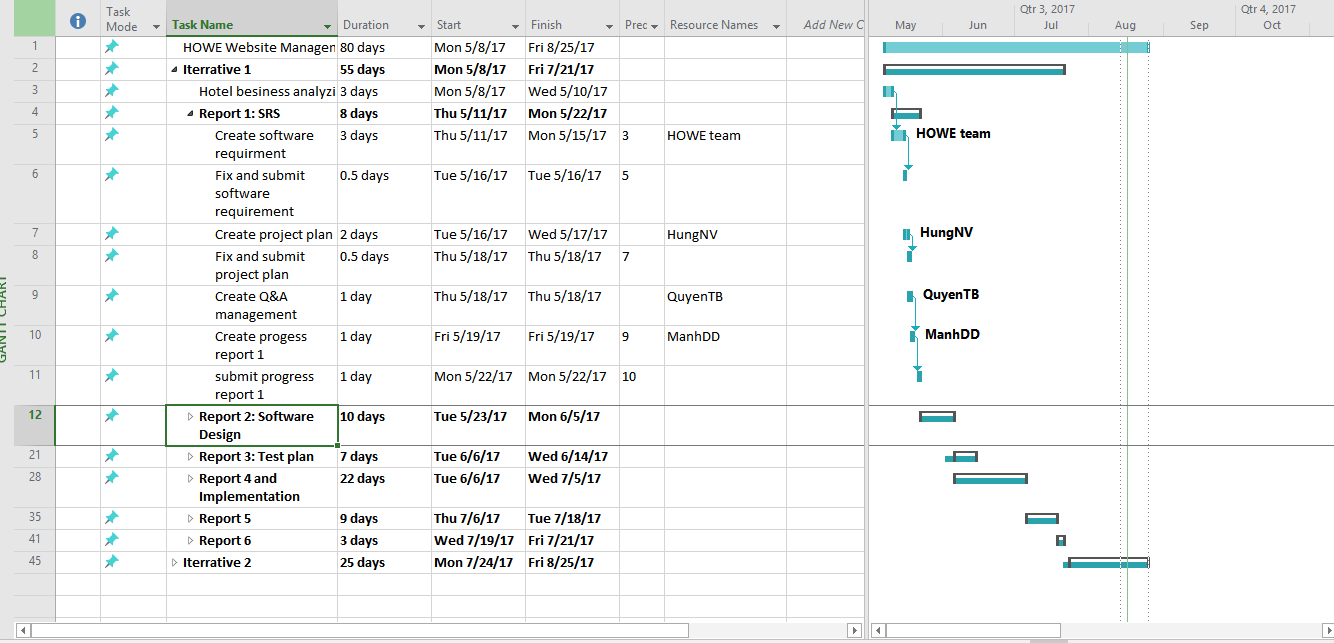 Task Mode
Task Name
Duration
Start
Finish
Prec
Resource Names
Add New C
Qtr 3, 2017
Qtr 4, 2017
May
Jun
Jul
Aug
Sep
Oct
1 HOWE Website Managen 80 days Mon 5/8/17 Fri 8/25/17
2 Iterrative 1 55 days Mon 5/8/17 Fri 7/21/17
3 Hotel besiness analyzi 3 days Mon 5/8/17 Wed 5/10/17
4 Report 1: SRS 8 days Thu 5/11/17 Mon 5/22/17
5 Create software 3 days Thu 5/11/17 Mon 5/15/17 3 HOWE team HOWE team
requirment
6 Fix and submit 0.5 days Tue 5/16/17 Tue 5/16/17 5
software
requirement
7 Create project plan 2 days Tue 5/16/17 Wed 5/17/17 HungNV HungNV
8 Fix and submit 0.5 days Thu 5/18/17 Thu 5/18/17 7
project plan
9 Create Q&A 1 day Thu 5/18/17 Thu 5/18/17 QuyenTB QuyenTB
management
10 Create progess 1 day Fri 5/19/17 Fri 5/19/17 9 ManhDD ManhDD
report 1
11 submit progress 1 day Mon 5/22/17 Mon 5/22/17 10
report 1
12 Report 2: Software 10 days Tue 5/23/17 Mon 6/5/17
Design
21 Report 3: Test plan 7 days Tue 6/6/17 Wed 6/14/17
28 Report 4 and 22 days Tue 6/6/17 Wed 7/5/17
Implementation
35 Report 5 9 days Thu 7/6/17 Tue 7/18/17
41 Report 6 3 days Wed 7/19/17 Fri 7/21/17
45 Iterrative 2 25 days Mon 7/24/17 Fri 8/25/17
GANTT CHART